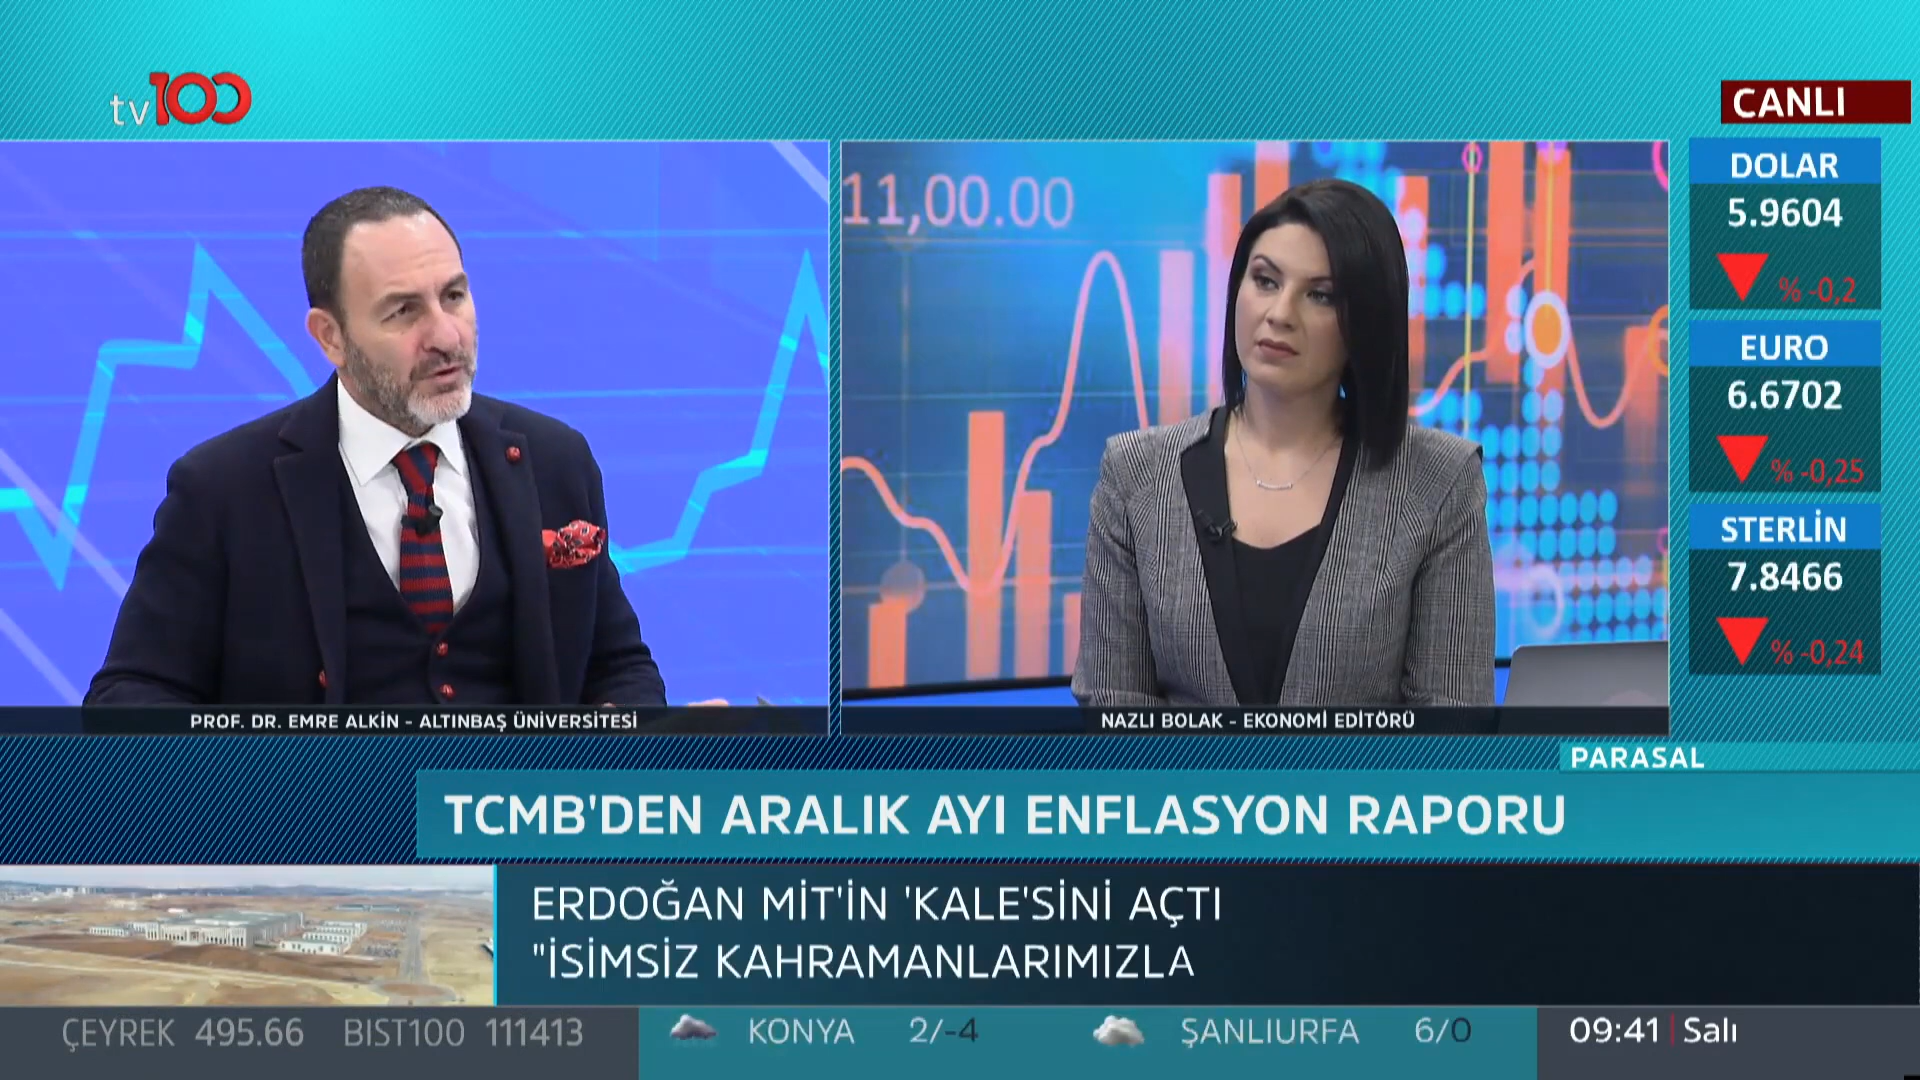 tv100
CANLI
DOLAR
5.9604
% -0,2
EURO
6.6702
% -0,25
STERLİN
7.8466
% -0,24
11,00.00
PROF. DR. EMRE ALKİN - ALTINBAŞ ÜNİVERSİTESİ
NAZLI BOLAK - EKONOMİ EDİTÖRÜ
PARASAL
TCMB'DEN ARALIK AYI ENFLASYON RAPORU
ERDOĞAN MİT'İN 'KALE'SİNİ AÇTI
"İSİMSİZ KAHRAMANLARIMIZLA
ÇEYREK 495.66 BIST100 111413 KONYA 2/-4 ŞANLIURFA 6/0 09:41 Salı